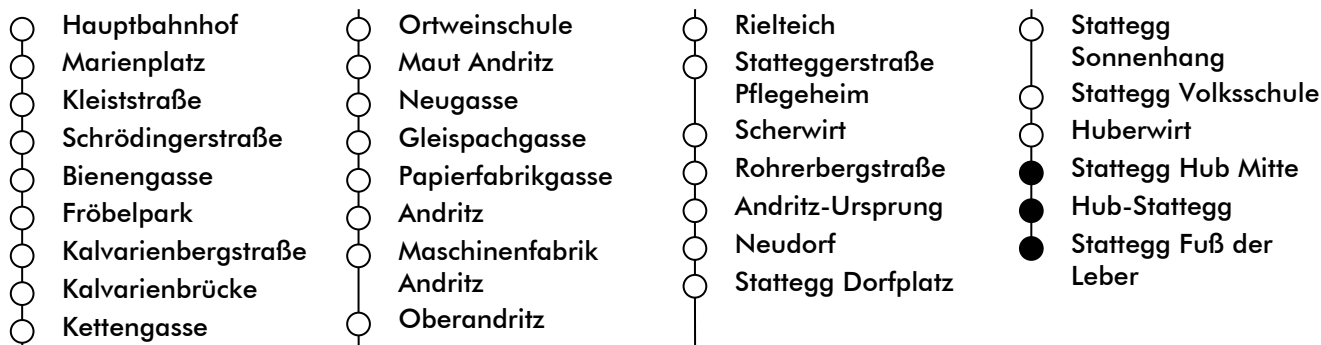 Hauptbahnhof
Marienplatz
Kleiststraße
Schrödingerstraße
Bienengasse
Fröbelpark
Kalvarienbergstraße
Kalvarienbrücke
Kettengasse
Ortweinschule
Maut Andritz
Neugasse
Gleispachgasse
Papierfabrikgasse
Andritz
Maschinenfabrik
Andritz
Oberandritz
Rielteich
Statteggerstraße
Pflegeheim
Scherwirt
Rohrerbergstraße
Andritz-Ursprung
Neudorf
Stattegg Dorfplatz
Stattegg
Sonnenhang
Stattegg Volksschule
Huberwirt
Stattegg Hub Mitte
Hub-Stattegg
Stattegg Fuß der
Leber